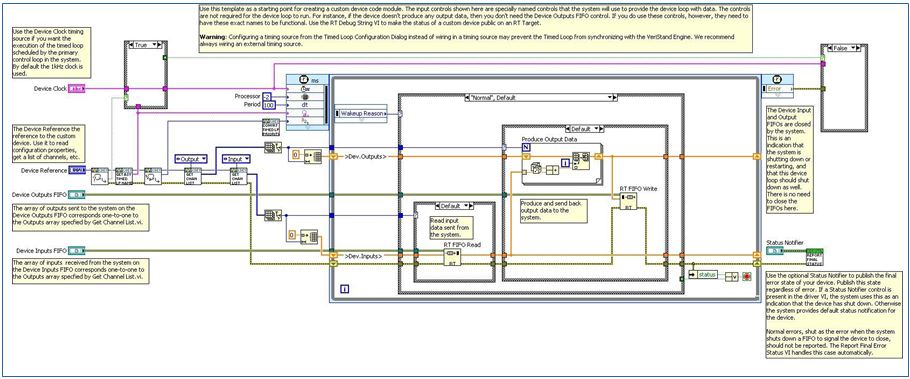 Use this template as a starting point for creating a custom device code module. The input controls shown here are specially named controls that the system will use to provide the device loop with data. The controls
are not required for the device loop to run. For instance, if the device doesn't produce any output data, then you don't need the Device Outputs FIFO control. If you do use these controls, however, they need to
have these exact names to be functional. Use the RT Debug String VI to make the status of a custom device public on an RT Target.
Warning: Configuring a timing source from the Timed Loop Configuration Dialog instead of wiring in a timing source may prevent the Timed Loop from synchronizing with the VeriStand Engine. We recommend
always wiring an external timing source.
Use the Device Clock timing
source if you want the
execution of the timed loop
scheduled by the primary
control loop in the system.
By default the 1kHz clock is
used.
True
False
Device Clock
ms
Processor
-2
Period
100
dt
Error
Wakeup Reason
"Normal", Default
The Device Reference the
reference to the custom
device. Use it to read
configuration properties,
get a list of channels, etc.
Device Reference
Output
Input
0
>Dev.Outputs>
Default
Produce Output Data
N
i
RT FIFO Write
RT
Produce and send back
output data to the
system.
The Device Input
and Output
FIFOs are closed
by the system.
This is an
indication that
the system is
shutting down or
restarting, and
that this device
loop should shut
down as well.
There is no need
to close the
FIFOs here.
Device Outputs FIFO
The array of outputs sent to the system on the
Device Outputs FIFO corresponds one-to-one to
the Outputs array specified by Get Channel List.vi.
Default
Read input
data sent from
the system.
RT FIFO Read
RT
0
>Dev.Inputs>
Device Inputs FIFO
The array of inputs received from the system on
the Device Inputs FIFO corresponds one-to-one to
the Outputs array specified by Get Channel List.vi.
i
status
Status Notifier
REPORT
FINAL
STATUS
Use the optional Status Notifier to publish the final
error state of your device. Publish this state
regardless of error. If a Status Notifier control is
present in the driver VI, the system uses this as an
indication that the device has shut down. Otherwise
the system provides default status notification for
the device.
Normal errors, shut as the error when the system
shuts down a FIFO to signal the device to close,
should not be reported. The Report Final Error
Status VI handles this case automatically.